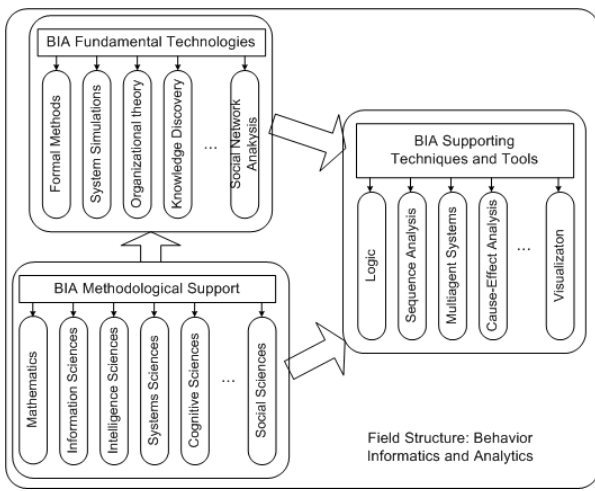 BIA Fundamental Technologies
Formal Methods
System Simulations
Organizational theory
Knowledge Discovery
...
Social Network
Anakysis
BIA Supporting
Techniques and Tools
Logic
Sequence Analysis
Multiagent Systems
Cause-Effect Analysis
...
Visualizaton
BIA Methodological Support
Mathematics
Information Sciences
Intelligence Sciences
Systems Sciences
Cognitive Sciences
...
Social Sciences
Field Structure: Behavior
Informatics and Analytics